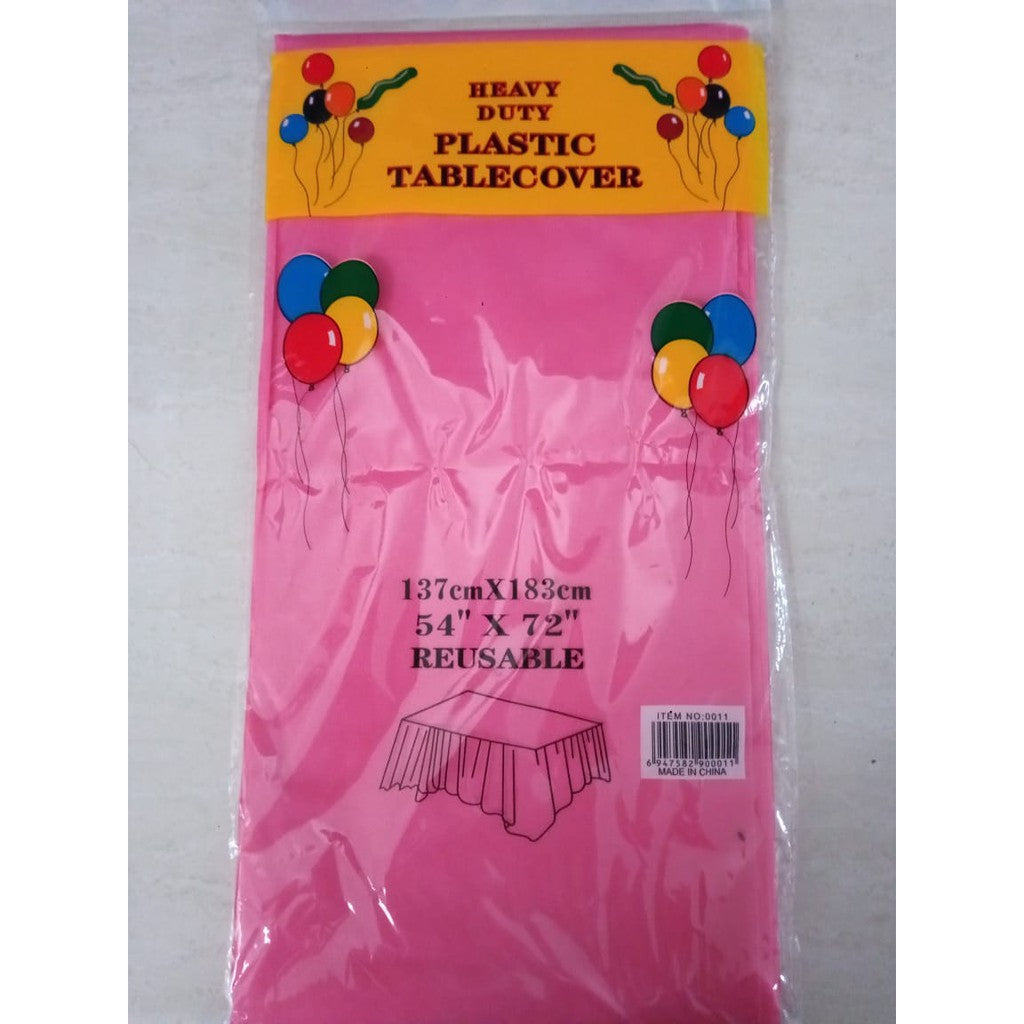 HEAVY
DUTY
PLASTIC
TABLECOVER
137cmX183cm
54" X 72"
REUSABLE
ITEM NO:0011
6 947582 900011
MADE IN CHINA